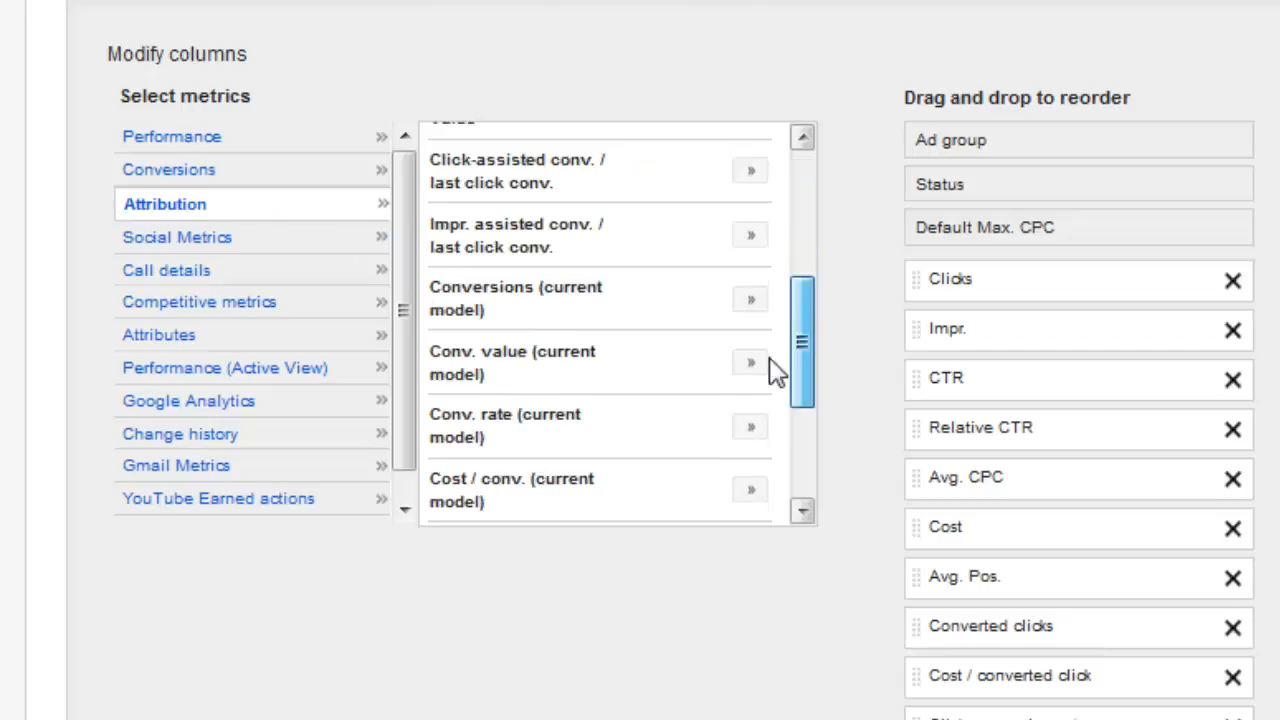 Modify columns
Select metrics
Performance
Conversions
Attribution
Social Metrics
Call details
Competitive metrics
Attributes
Performance (Active View)
Google Analytics
Change history
Gmail Metrics
YouTube Earned actions
Click-assisted conv. /
last click conv.
Impr. assisted conv. /
last click conv.
Conversions (current
model)
Conv. value (current
model)
Conv. rate (current
model)
Cost / conv. (current
model)
Drag and drop to reorder
Ad group
Status
Default Max. CPC
Clicks
Impr.
CTR
Relative CTR
Avg. CPC
Cost
Avg. Pos.
Converted clicks
Cost / converted click